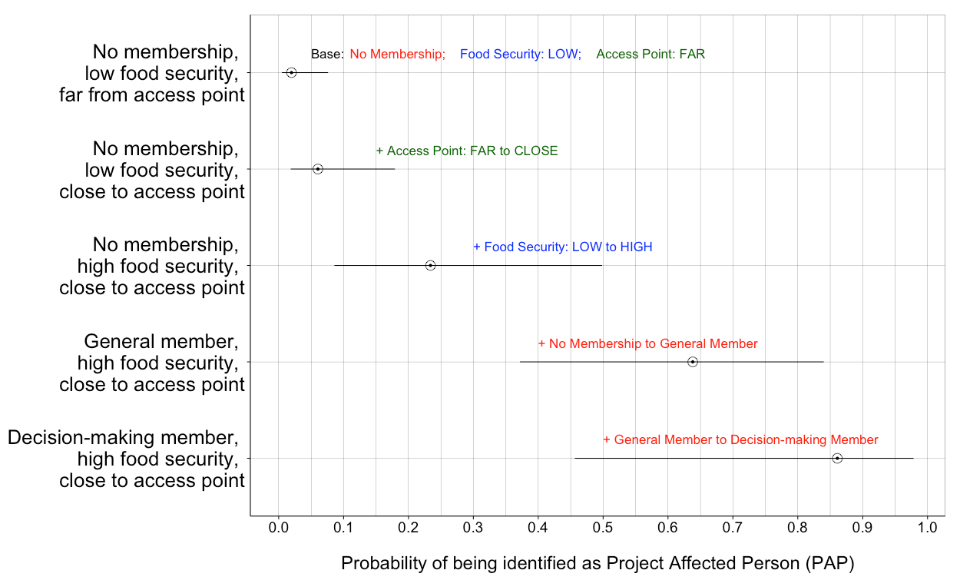 No membership,
low food security,
far from access point
Base: No Membership; Food Security: LOW; Access Point: FAR
No membership,
low food security,
close to access point
+ Access Point: FAR to CLOSE
No membership,
high food security,
close to access point
+ Food Security: LOW to HIGH
General member,
high food security,
close to access point
+ No Membership to General Member
Decision-making member,
high food security,
close to access point
+ General Member to Decision-making Member
0.0 0.1 0.2 0.3 0.4 0.5 0.6 0.7 0.8 0.9 1.0
Probability of being identified as Project Affected Person (PAP)